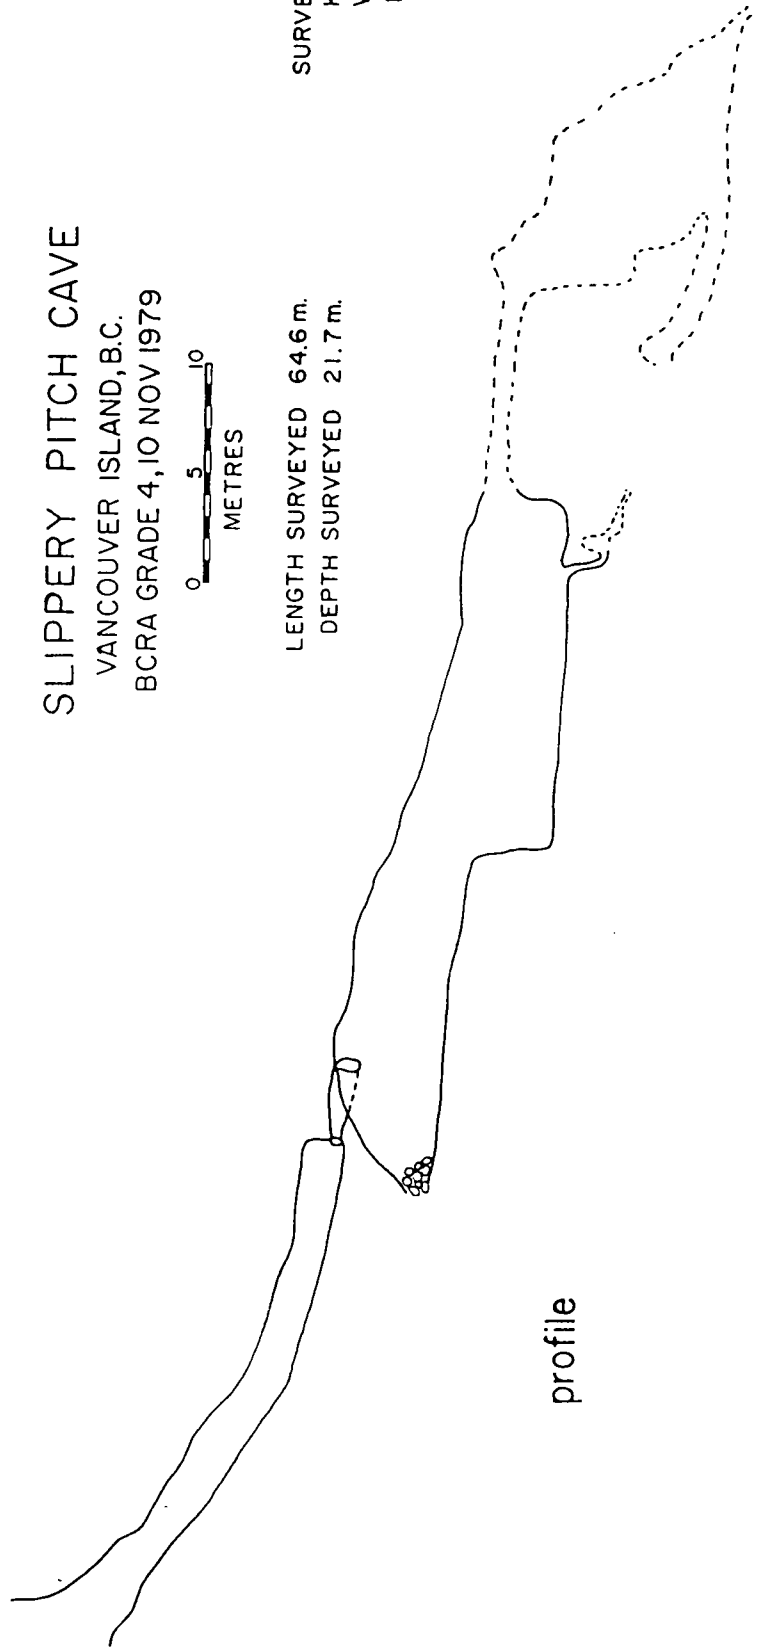 SLIPPERY PITCH CAVE
VANCOUVER ISLAND, B.C.
BCRA GRADE 4, 10 NOV 1979
0 5 10
METRES
LENGTH SURVEYED 64.6 m.
DEPTH SURVEYED 21.7 m.
SURVE
profile